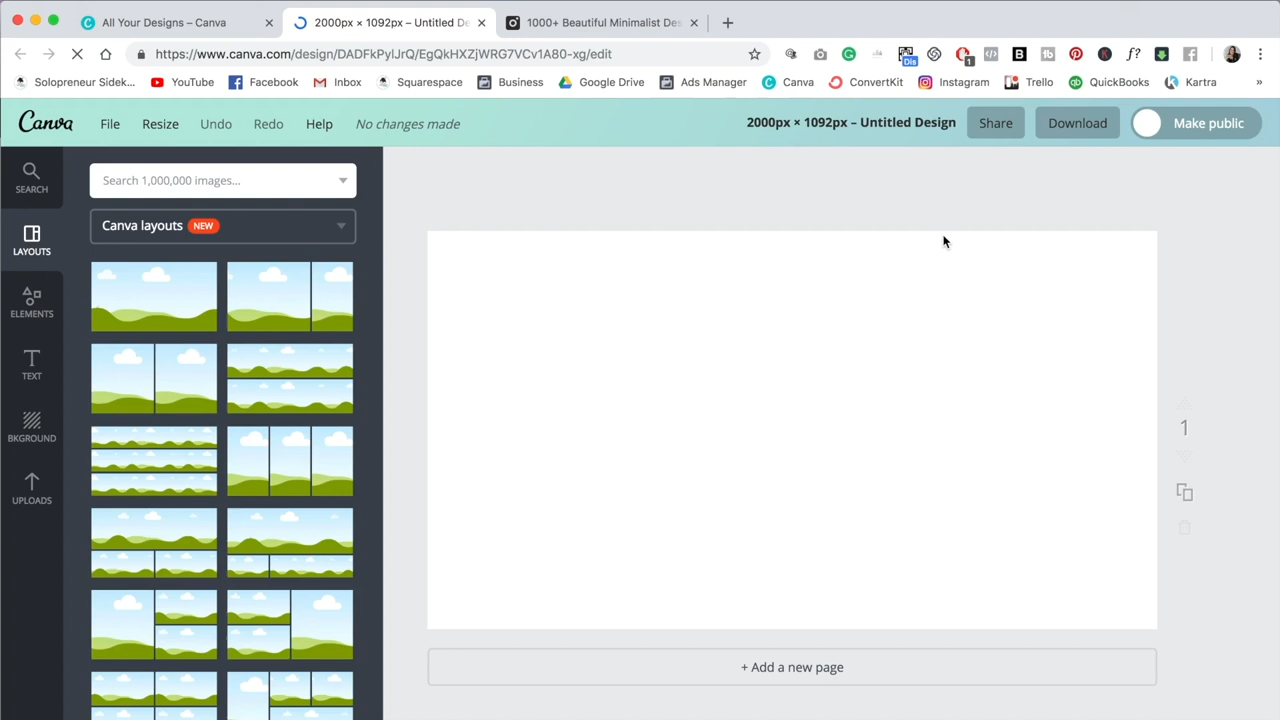 All Your Designs – Canva
2000px × 1092px – Untitled De
1000+ Beautiful Minimalist Des
https://www.canva.com/design/DADFkPylJrQ/EgQkHXZjWRG7VCv1A80-xg/edit
Dis
1
B
f?
Solopreneur Sidek...
YouTube
Facebook
Inbox
Squarespace
Business
Google Drive
Ads Manager
Canva
ConvertKit
Instagram
Trello
QuickBooks
Kartra
»
Canva
File
Resize
Undo
Redo
Help
No changes made
2000px × 1092px – Untitled Design
Share
Download
Make public
SEARCH
LAYOUTS
ELEMENTS
TEXT
BKGROUND
UPLOADS
Search 1,000,000 images...
Canva layouts NEW
1
+ Add a new page